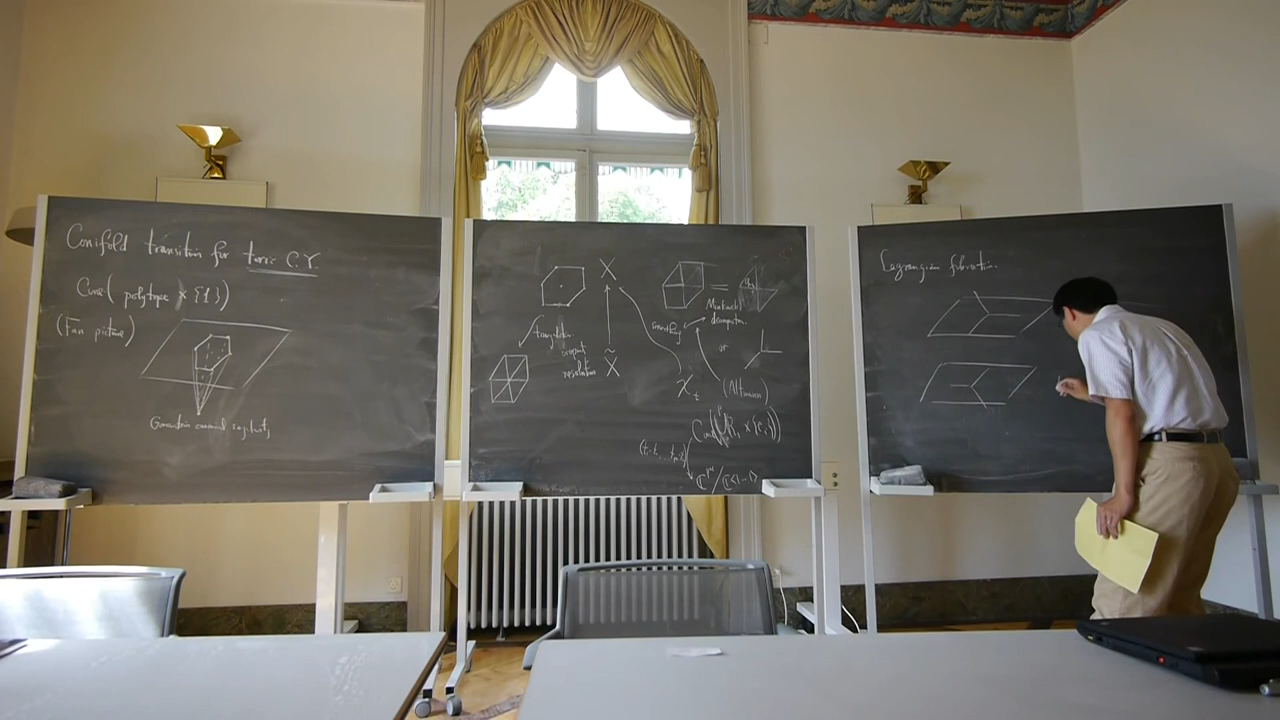 Conifold transition for toric C.Y.
Cone( polytope × {1} )
(Fan picture)
Gorenstein canonical singularity
X
=
Minkowski
decomposition.
smoothing
triangulation.
crepant
resolution
or
X̃
X_t
(Altmann)
Lagrangian fibration.